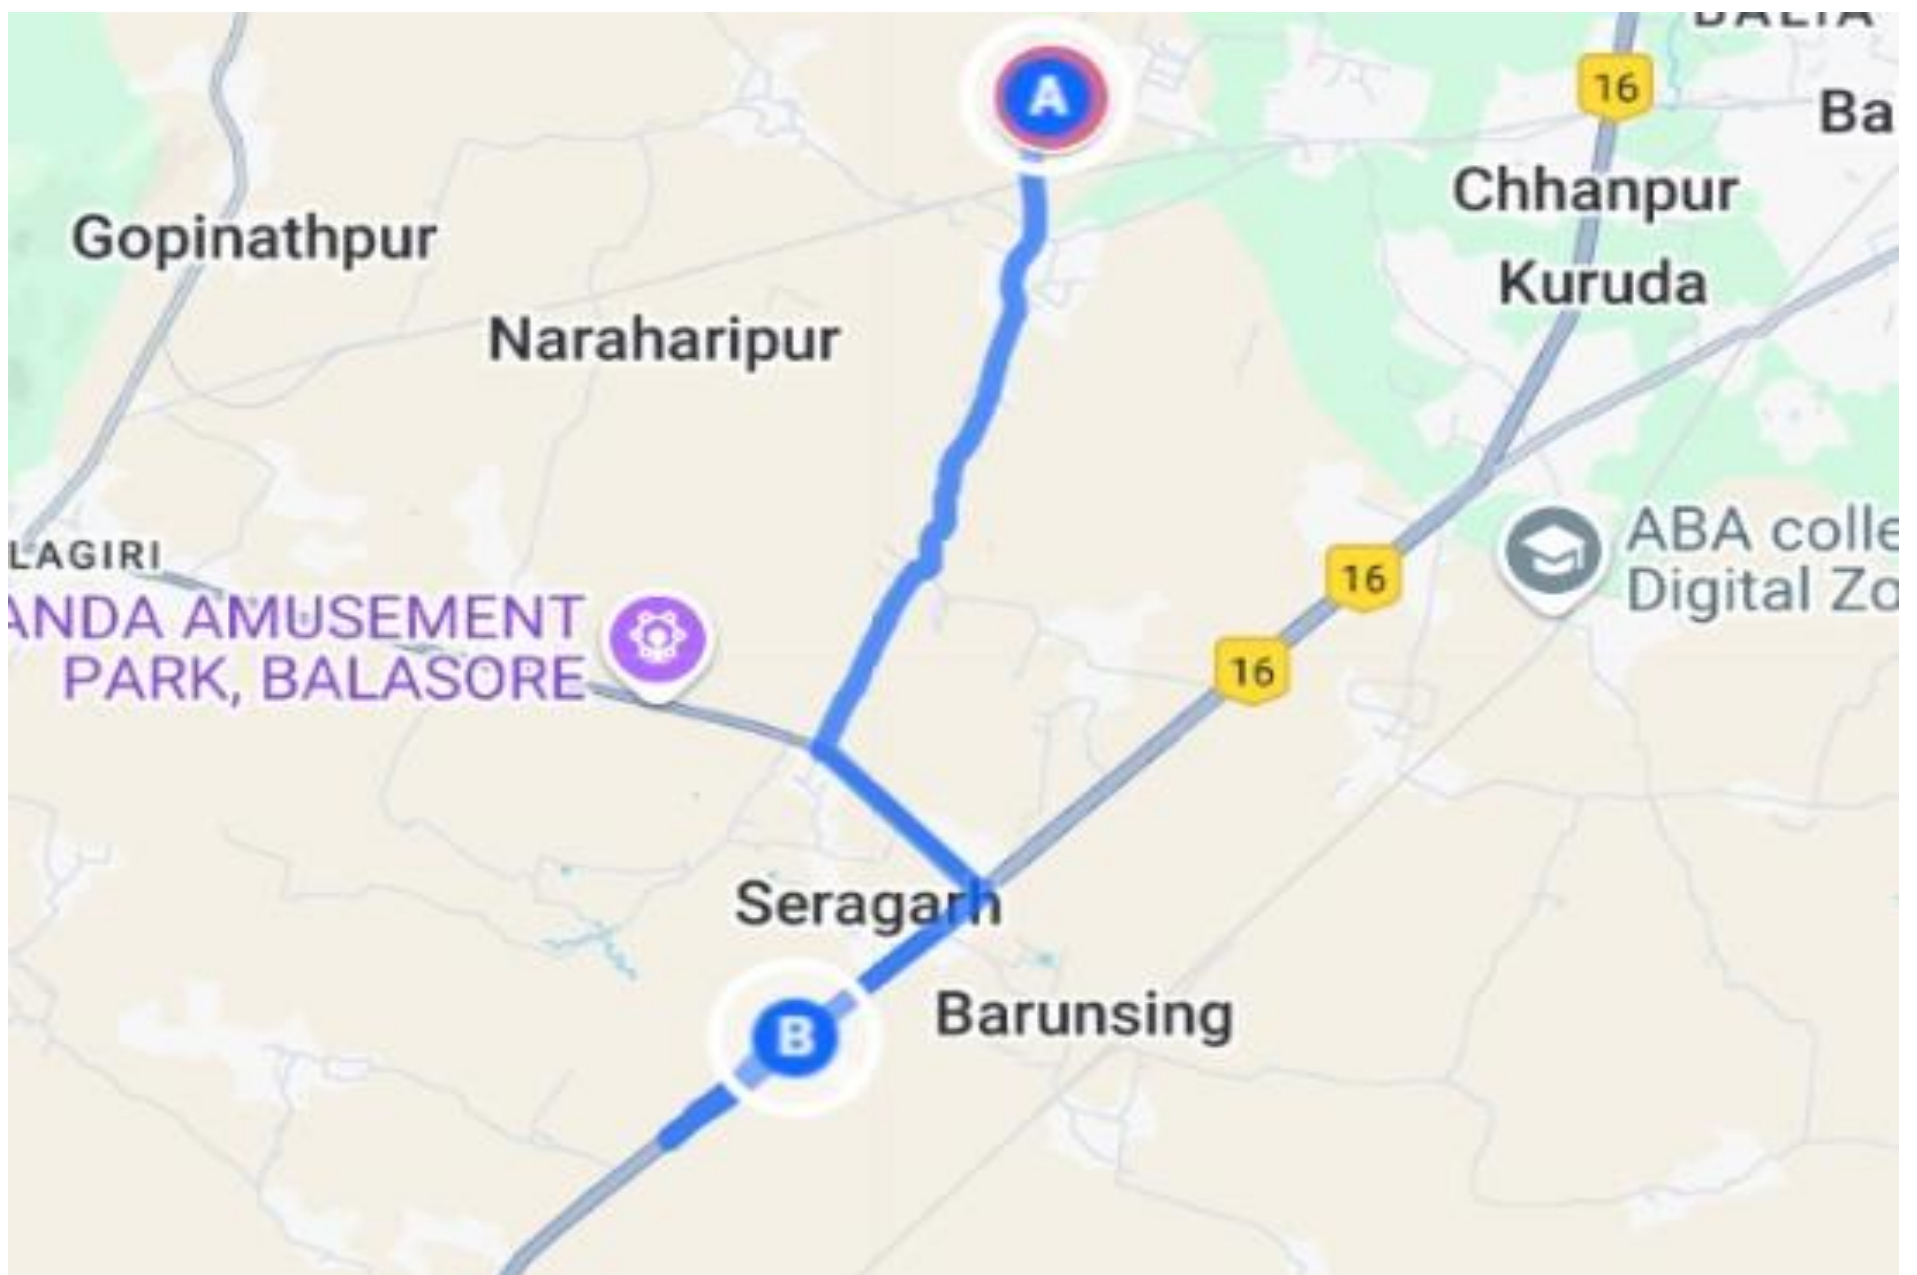 A
16
Ba
Chhanpur
Gopinathpur
Kuruda
Naraharipur
ABA colle
Digital Zo
LAGIRI
16
ANDA AMUSEMENT
PARK, BALASORE
16
Seragarh
Barunsing
B